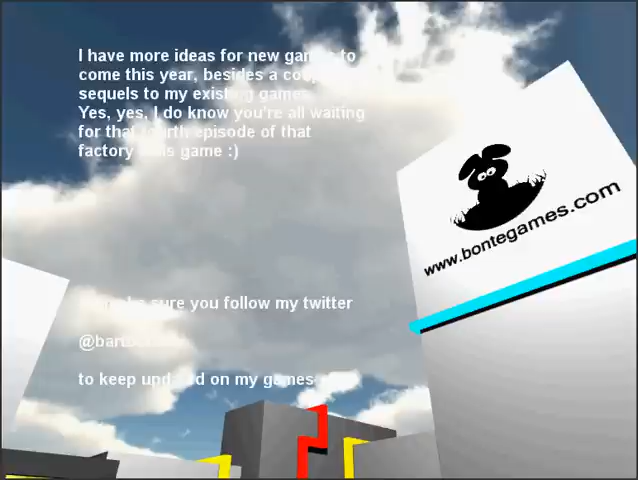 I have more ideas for new games to
come this year, besides a couple
sequels to my existing games.
Yes, yes, I do know you're all waiting
for that fourth episode of that
factory balls game :)
www.bontegames.com
make sure you follow my twitter
to keep updated on my games